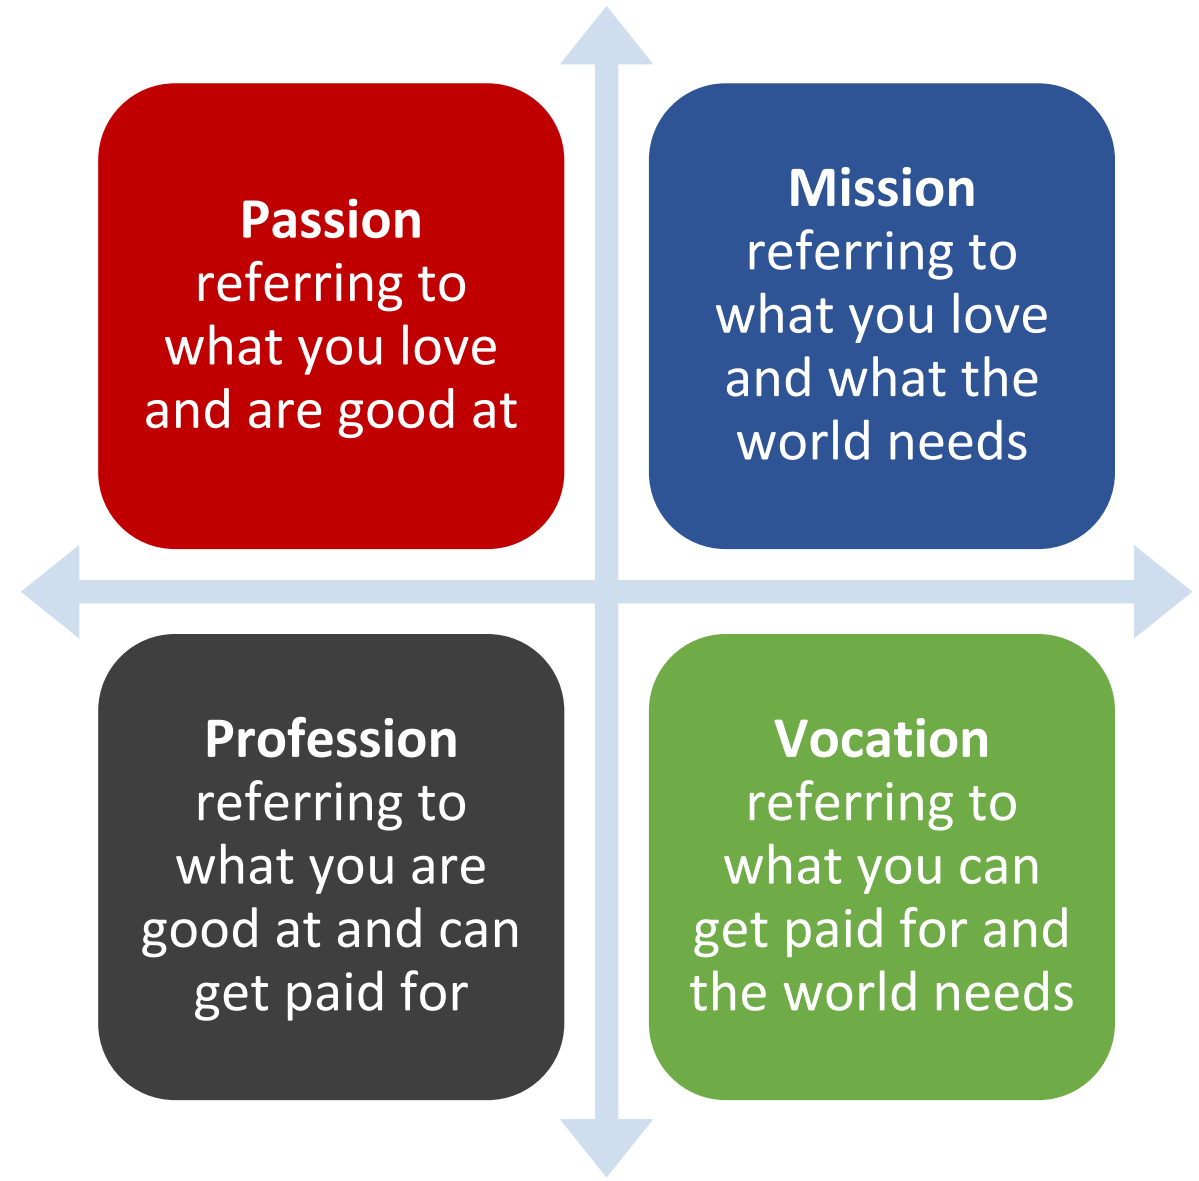 Passion
referring to
what you love
and are good at
Mission
referring to
what you love
and what the
world needs
Profession
referring to
what you are
good at and can
get paid for
Vocation
referring to
what you can
get paid for and
the world needs